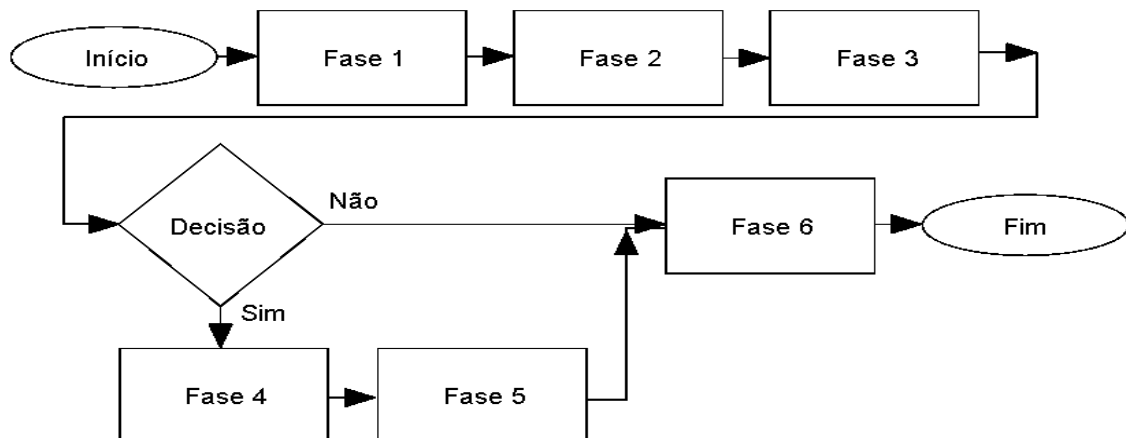 Início
Fase 1
Fase 2
Fase 3
Decisão
Não
Sim
Fase 4
Fase 5
Fase 6
Fim